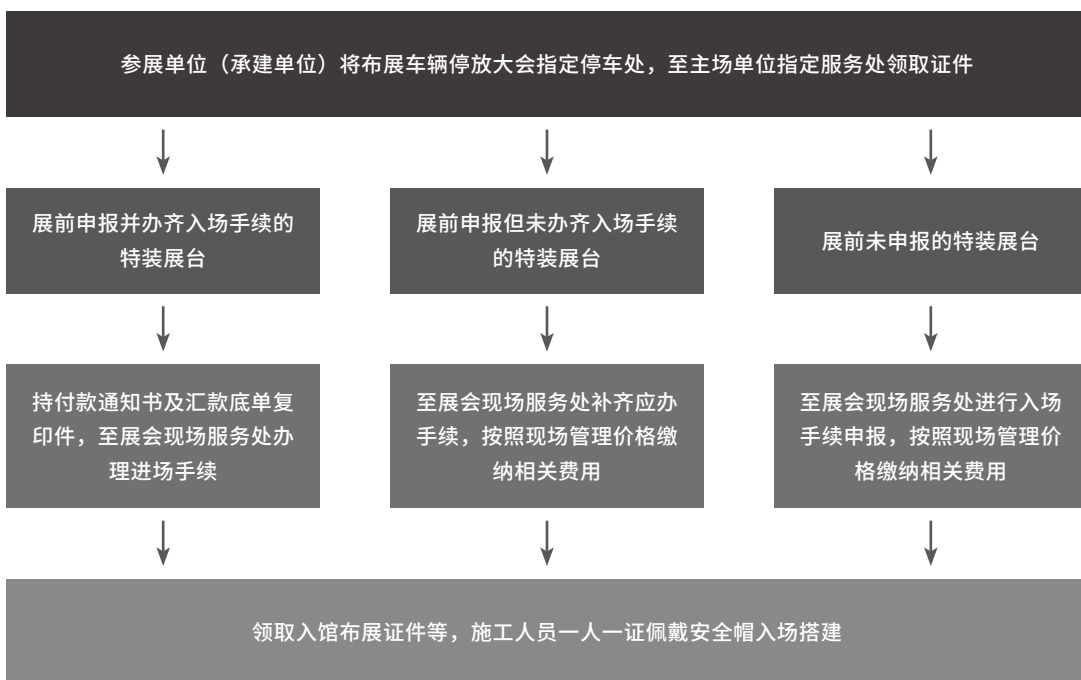 参展单位（承建单位）将布展车辆停放大会指定停车处，至主场单位指定服务处领取证件
展前申报并办齐入场手续的
特装展台
展前申报但未办齐入场手续
的特装展台
展前未申报的特装展台
持付款通知书及汇款底单复
印件，至展会现场服务处办
理进场手续
至展会现场服务处补齐应办
手续，按照现场管理价格缴
纳相关费用
至展会现场服务处进行入场
手续申报，按照现场管理价
格缴纳相关费用
领取入馆布展证件等，施工人员一人一证佩戴安全帽入场搭建